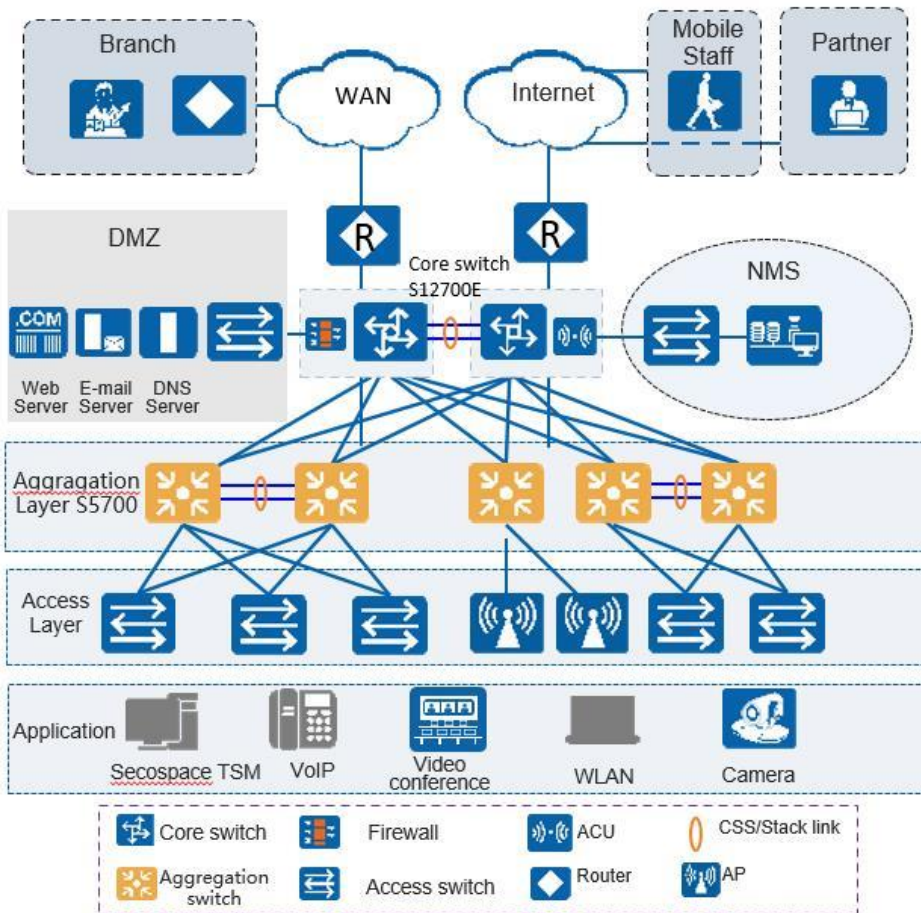 Branch
WAN
Internet
Mobile
Staff
Partner
DMZ
R
R
Core switch
S12700E
NMS
.COM
Web
Server
E-mail
Server
DNS
Server
Aggragation
Layer S5700
Access
Layer
Application
Secospace TSM
VoIP
Video
conference
WLAN
Camera
Core switch
Firewall
ACU
CSS/Stack link
Aggregation
switch
Access switch
Router
AP